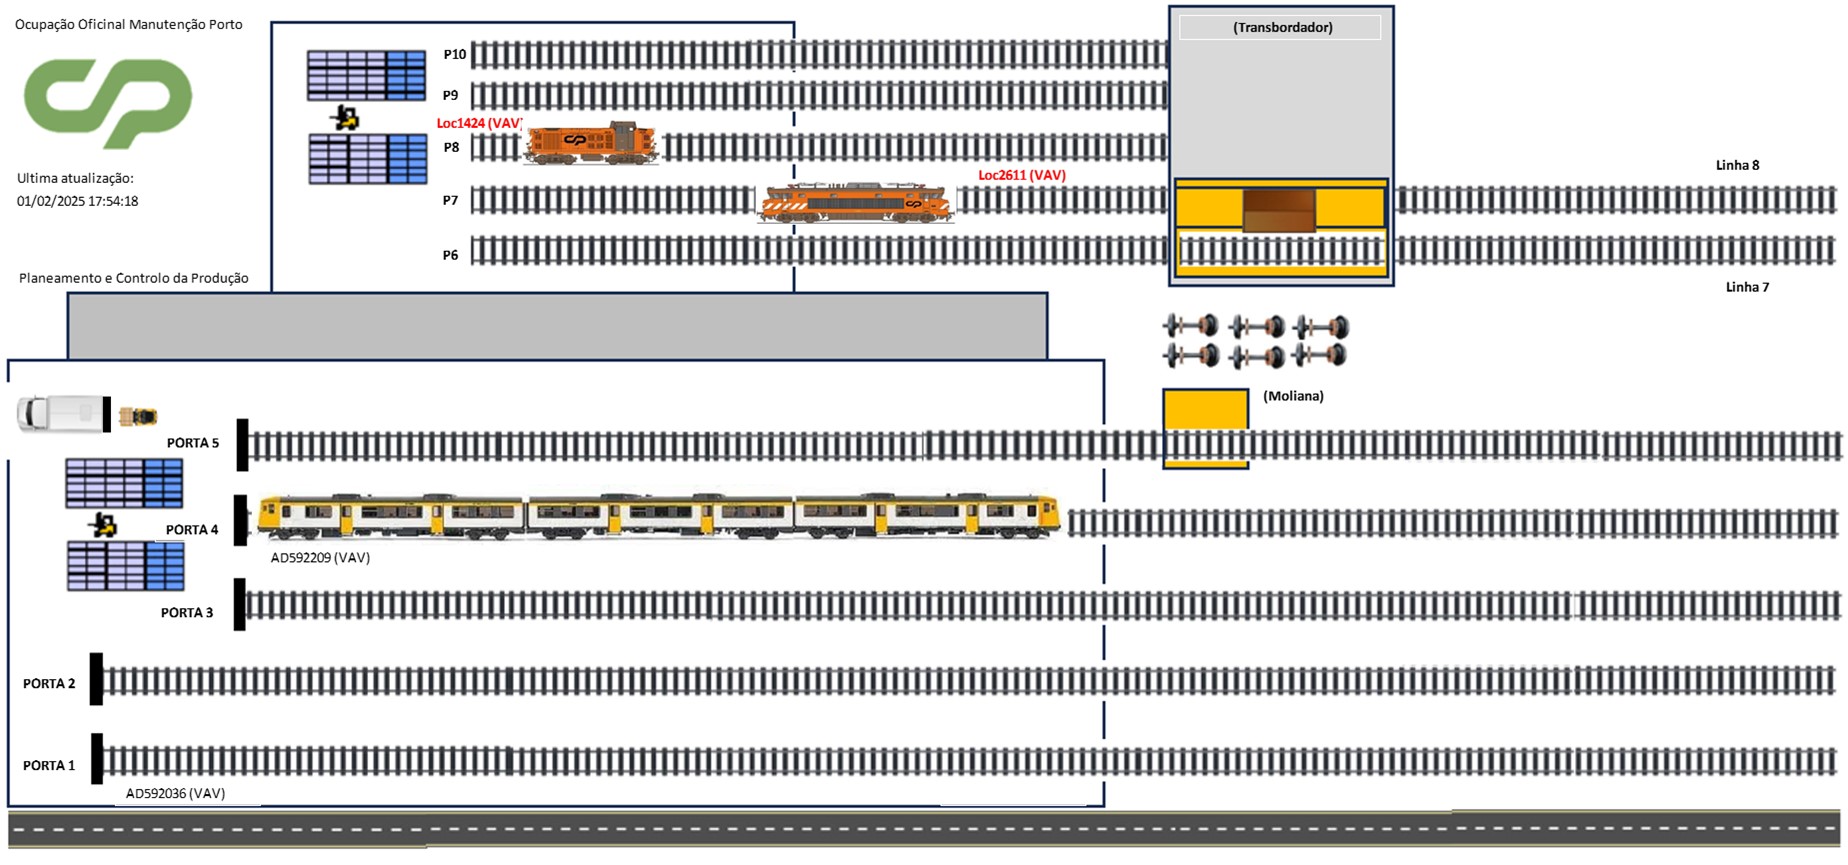 Ocupação Oficinal Manutenção Porto
(Transbordador)
P10
P9
Loc1424 (VAV)
P8
Linha 8
Loc2611 (VAV)
Ultima atualização:
01/02/2025 17:54:18
P7
P6
Planeamento e Controlo da Produção
Linha 7
(Moliana)
PORTA 5
PORTA 4
AD592209 (VAV)
PORTA 3
PORTA 2
PORTA 1
AD592036 (VAV)